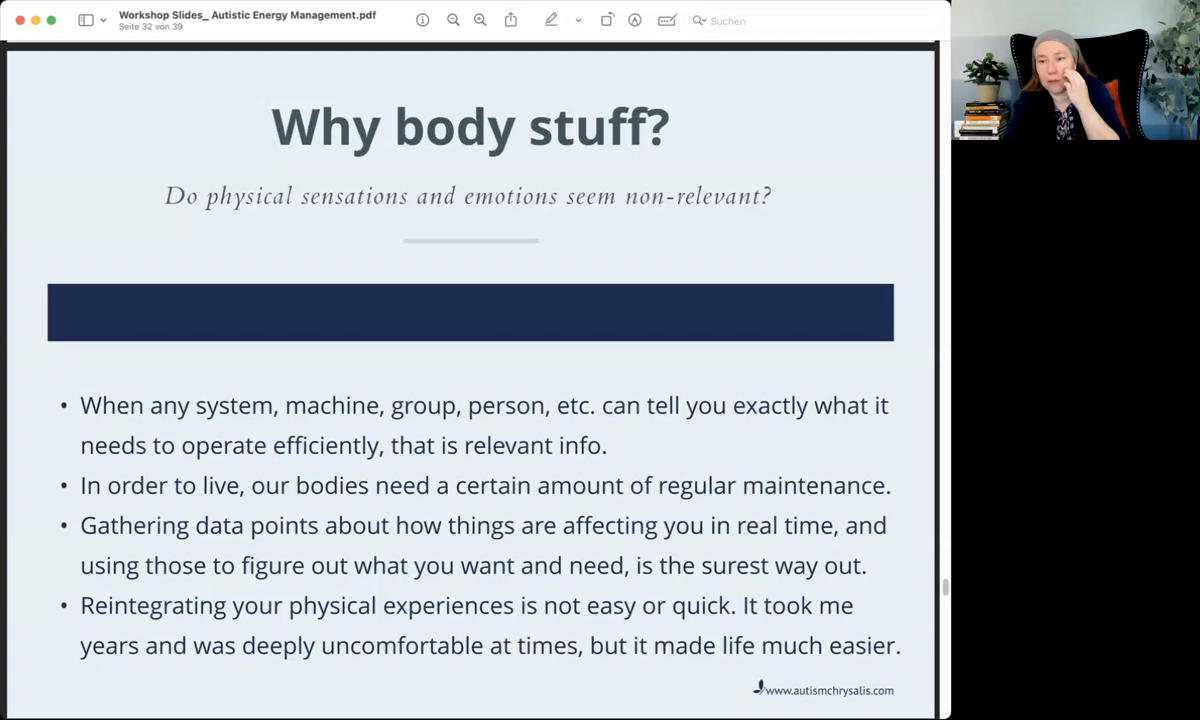 Workshop Slides_ Autistic Energy Management.pdf
Seite 32 von 39
Suchen
Why body stuff?
Do physical sensations and emotions seem non-relevant?
• When any system, machine, group, person, etc. can tell you exactly what it
needs to operate efficiently, that is relevant info.
• In order to live, our bodies need a certain amount of regular maintenance.
• Gathering data points about how things are affecting you in real time, and
using those to figure out what you want and need, is the surest way out.
• Reintegrating your physical experiences is not easy or quick. It took me
years and was deeply uncomfortable at times, but it made life much easier.
www.autismchrysalis.com